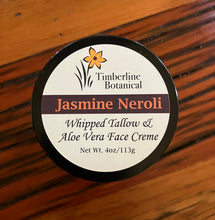 Timberline
Botanical
Jasmine Neroli
Whipped Tallow &
Aloe Vera Face Creme
Net Wt. 4oz/113g